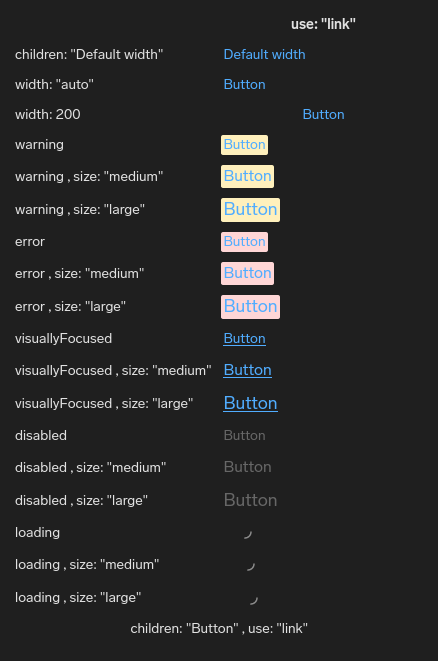 use: "link"
children: "Default width" Default width
width: "auto" Button
width: 200 Button
warning Button
warning , size: "medium" Button
warning , size: "large" Button
error Button
error , size: "medium" Button
error , size: "large" Button
visuallyFocused Button
visuallyFocused , size: "medium" Button
visuallyFocused , size: "large" Button
disabled Button
disabled , size: "medium" Button
disabled , size: "large" Button
loading
loading , size: "medium"
loading , size: "large"
children: "Button" , use: "link"